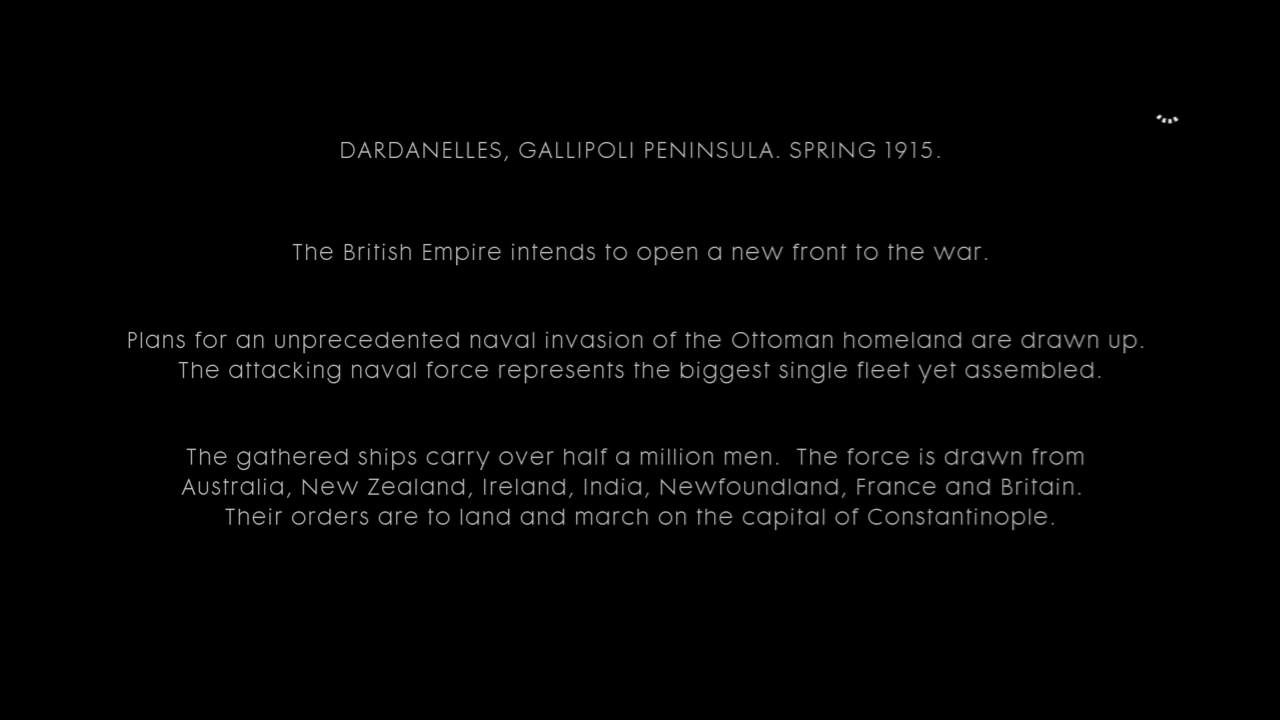 DARDANELLES, GALLIPOLI PENINSULA. SPRING 1915.
The British Empire intends to open a new front to the war.
Plans for an unprecedented naval invasion of the Ottoman homeland are drawn up.
The attacking naval force represents the biggest single fleet yet assembled.
The gathered ships carry over half a million men.  The force is drawn from
Australia, New Zealand, Ireland, India, Newfoundland, France and Britain.
Their orders are to land and march on the capital of Constantinople.